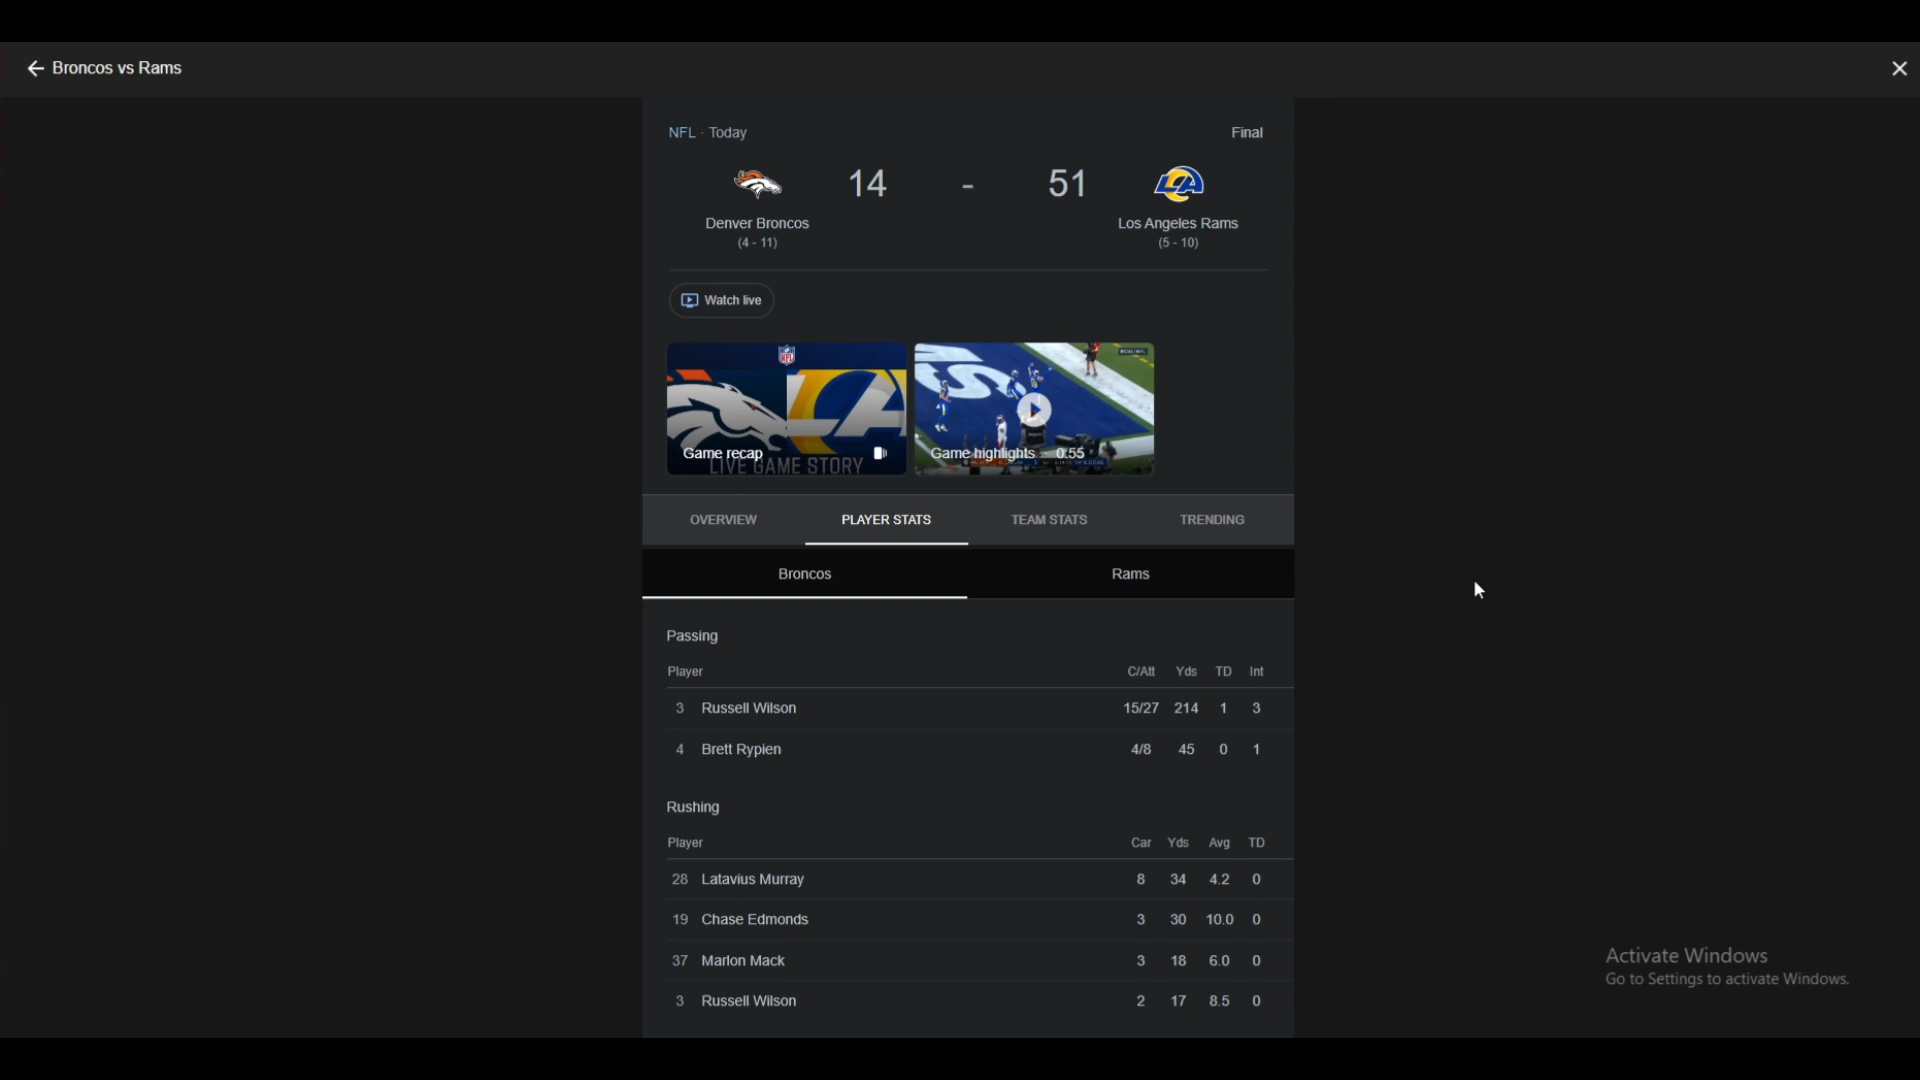 Broncos vs Rams
NFL · Today Final
14 - 51
Denver Broncos Los Angeles Rams
(4 - 11) (5 - 10)
Watch live
NFL
Game recap Game highlights · 0:55
LIVE GAME STORY
OVERVIEW PLAYER STATS TEAM STATS TRENDING
Broncos Rams
Passing
Player C/Att Yds TD Int
3 Russell Wilson 15/27 214 1 3
4 Brett Rypien 4/8 45 0 1
Rushing
Player Car Yds Avg TD
28 Latavius Murray 8 34 4.2 0
19 Chase Edmonds 3 30 10.0 0
37 Marlon Mack 3 18 6.0 0
3 Russell Wilson 2 17 8.5 0
Activate Windows
Go to Settings to activate Windows.